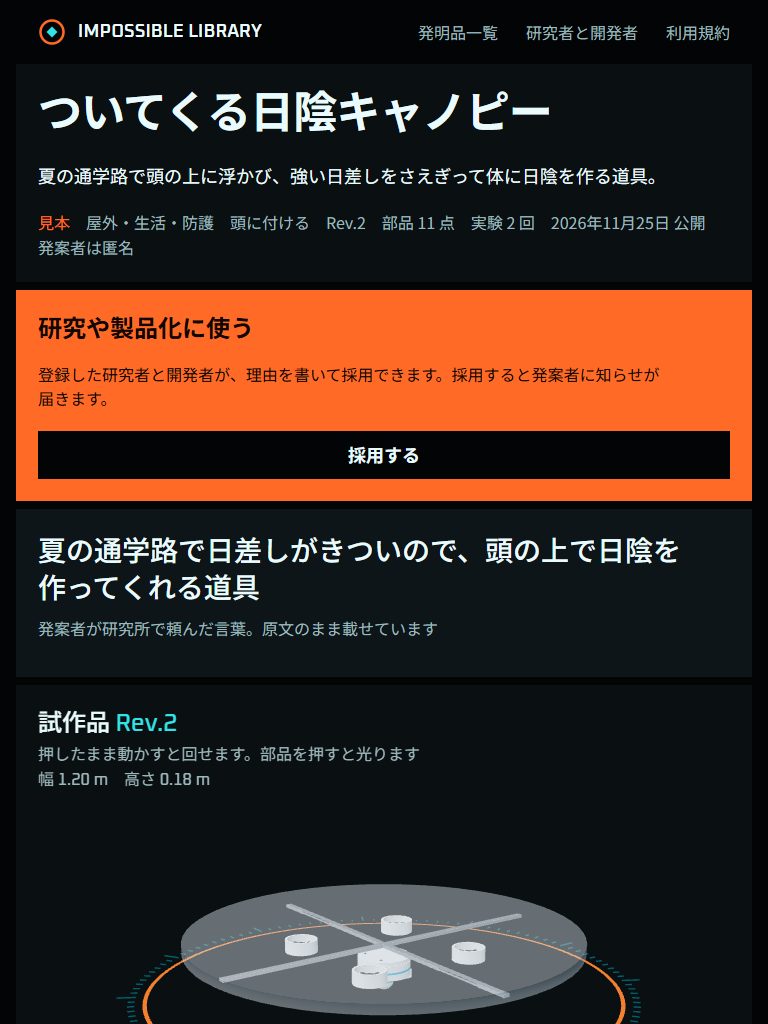 IMPOSSIBLE LIBRARY
発明品一覧 研究者と開発者 利用規約
ついてくる日陰キャノピー
夏の通学路で頭の上に浮かび、強い日差しをさえぎって体に日陰を作る道具。
見本 屋外・生活・防護 頭に付ける Rev.2 部品 11 点 実験 2 回 2026年11月25日 公開
発案者は匿名
研究や製品化に使う
登録した研究者と開発者が、理由を書いて採用できます。採用すると発案者に知らせが
届きます。
採用する
夏の通学路で日差しがきついので、頭の上で日陰を
作ってくれる道具
発案者が研究所で頼んだ言葉。原文のまま載せています
試作品 Rev.2
押したまま動かすと回せます。部品を押すと光ります
幅 1.20 m 高さ 0.18 m